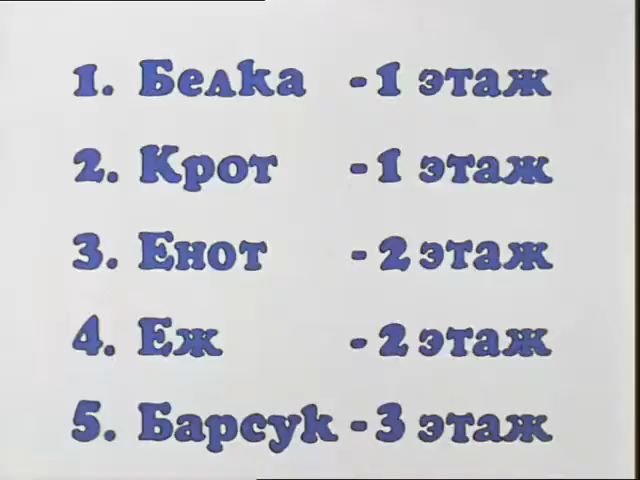 1. Белка - 1 этаж
2. Крот - 1 этаж
3. Енот - 2 этаж
4. Еж - 2 этаж
5. Барсук - 3 этаж